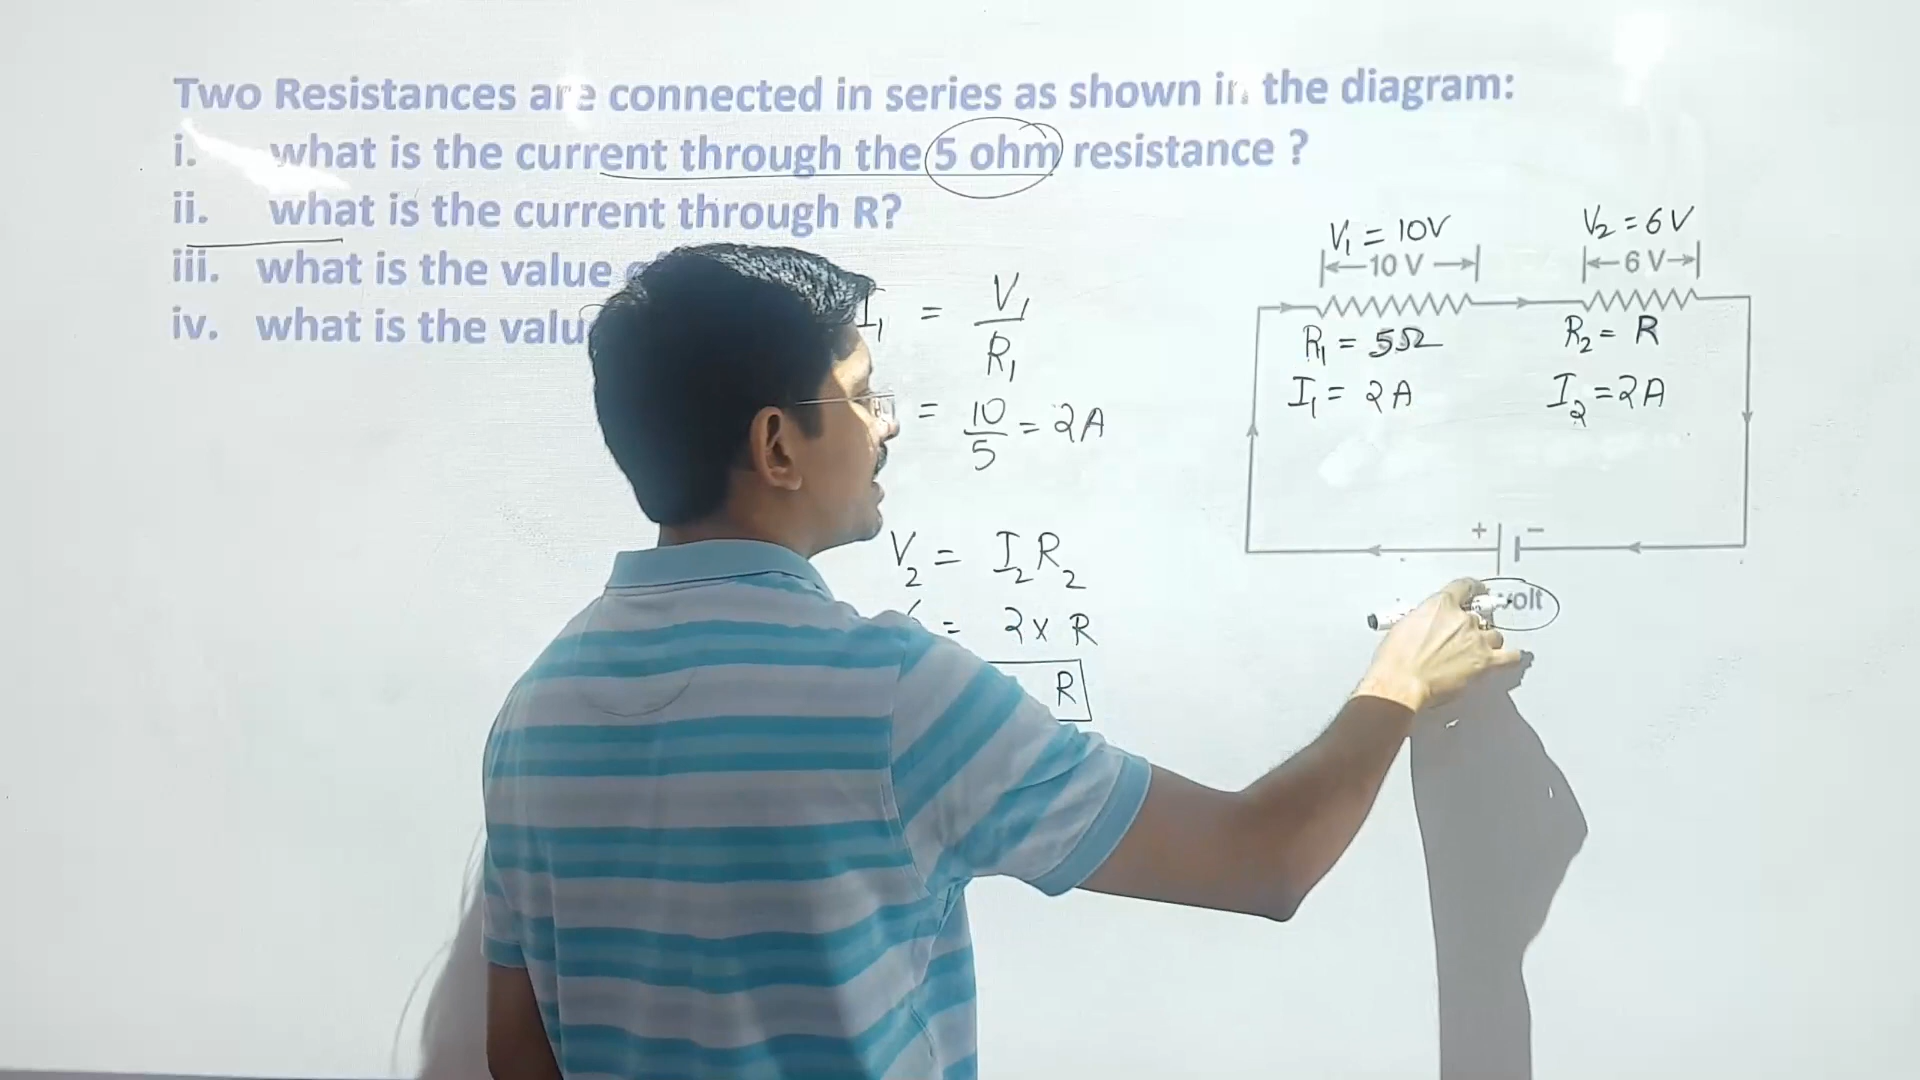 Two Resistances are connected in series as shown in the diagram:
i. what is the current through the 5 ohm resistance ?
ii. what is the current through R?
iii. what is the value
iv. what is the
I₁ = V₁/R₁
= 10/5 = 2A
V₂ = I₂R₂
= 2 x R
R
V₁ = 10V
V₂ = 6V
10 V
6 V
R₁ = 5Ω
R₂ = R
I₁ = 2A
I₂ = 2A
+ −